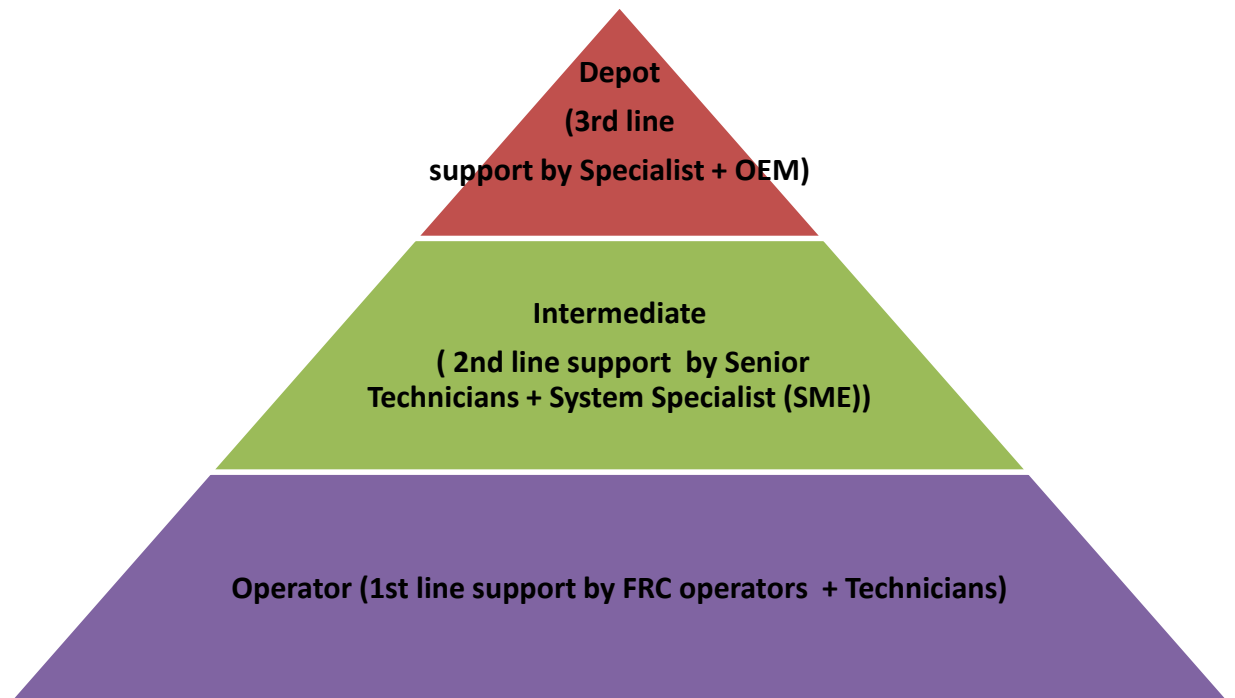 Depot
(3rd line
support by Specialist + OEM)
Intermediate
( 2nd line support  by Senior
Technicians + System Specialist (SME))
Operator (1st line support by FRC operators  + Technicians)